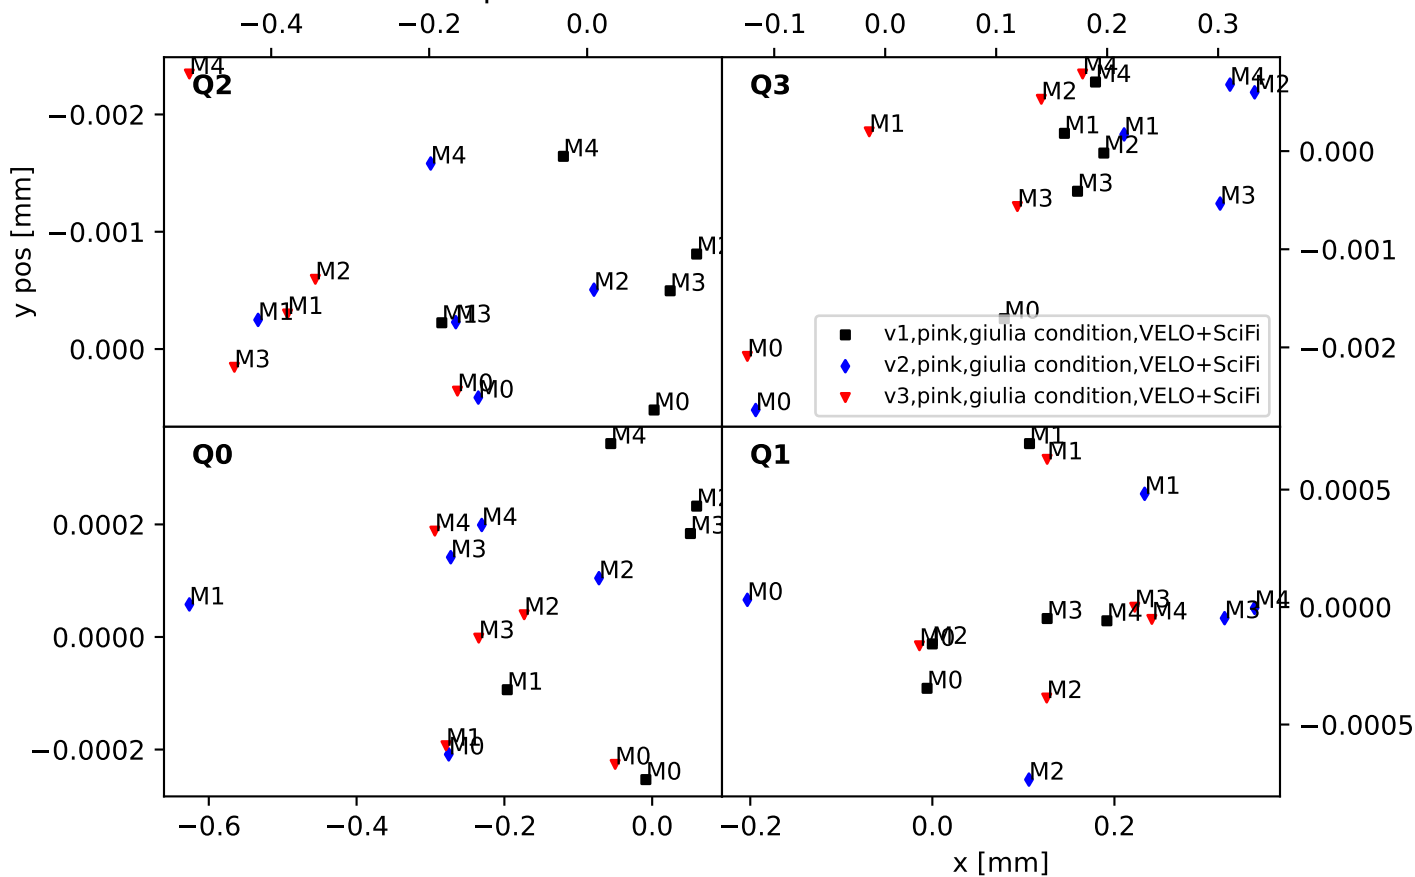 −0.4 −0.2 0.0 −0.1 0.0 0.1 0.2 0.3
Q2 Q3
M4 M4 M4 M4 M2
M2
M1 M1 M1
M4 M4 M2
−0.002 0.000
M3 M3 M3
−0.001 −0.001
M2 M3
M2 M2
M1 M1 M1 M3 M0
0.000 −0.002
M3 M0
M0 M0 M0 M0
y pos [mm]
v1,pink,giulia condition,VELO+SciFi
v2,pink,giulia condition,VELO+SciFi
v3,pink,giulia condition,VELO+SciFi
Q0 Q1
M4 M1
M1
M2 M1
0.0002 M4 M4 M3 0.0005
M3
M2
M1 M0 M3 M4
M2 M3 M4 M4 M3 0.0000
0.0000 M3 M0 M2
M1 M0
M2
−0.0002 M1 M0 −0.0005
M0 M0 M2
−0.6 −0.4 −0.2 0.0 −0.2 0.0 0.2
x [mm]